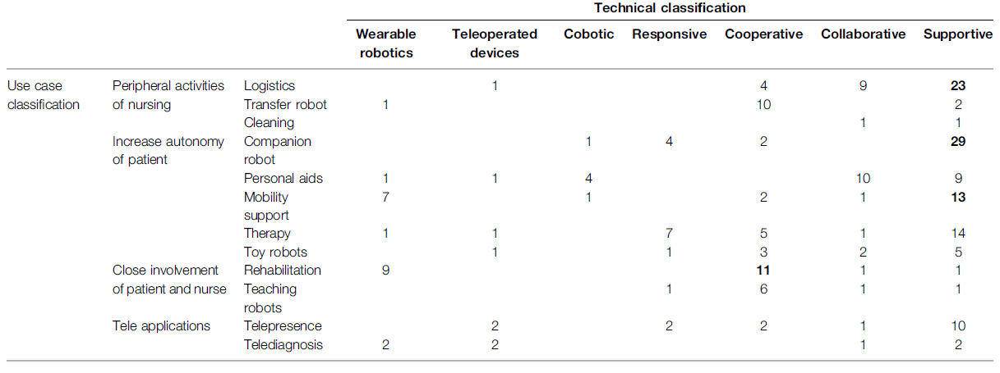 Technical classification
Wearable robotics Teleoperated devices Cobotic Responsive Cooperative Collaborative Supportive
Use case classification Peripheral activities of nursing Logistics 1 4 9 23
Transfer robot 1 10 2
Cleaning 1 1
Increase autonomy of patient Companion robot 1 4 2 29
Personal aids 1 1 4 10 9
Mobility support 7 1 2 1 13
Therapy 1 1 7 5 1 14
Toy robots 1 1 3 2 5
Close involvement of patient and nurse Rehabilitation 9 11 1 1
Teaching robots 1 6 1 1
Tele applications Telepresence 2 2 2 1 10
Telediagnosis 2 2 1 2